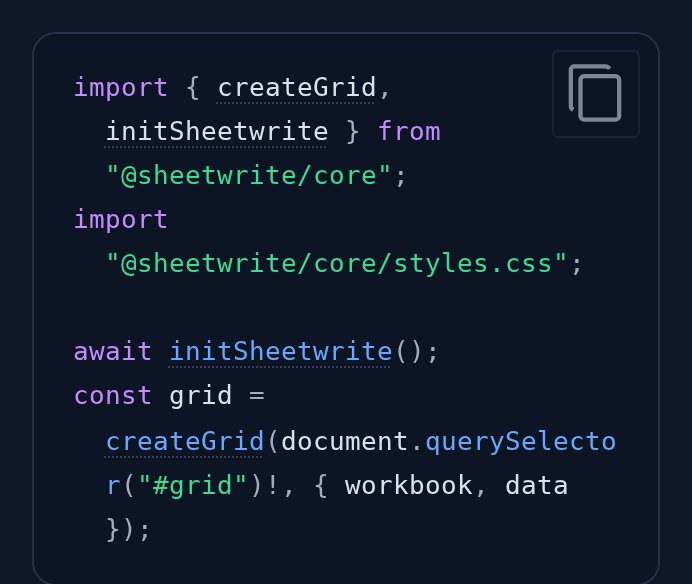 import { createGrid,
initSheetwrite } from
"@sheetwrite/core";
import
"@sheetwrite/core/styles.css";
await initSheetwrite();
const grid =
createGrid(document.querySelecto
r("#grid")!, { workbook, data
});